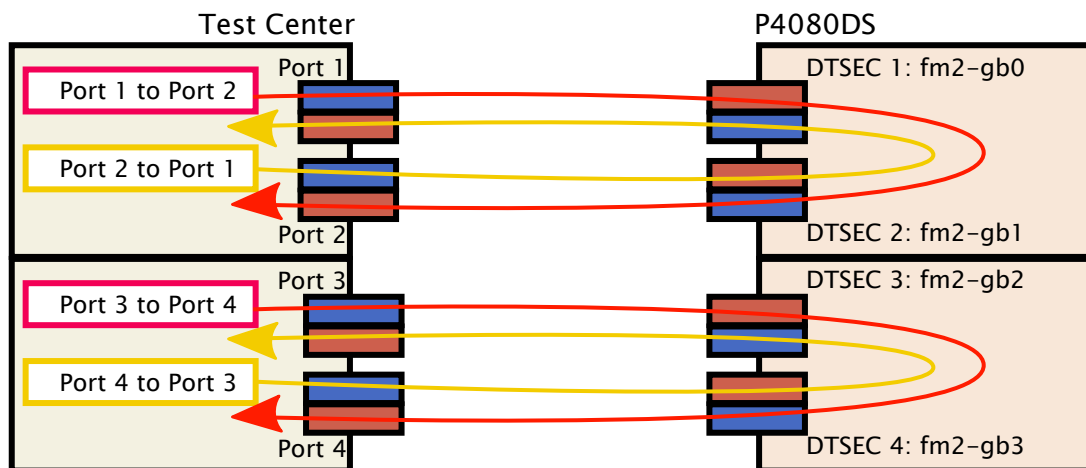 Test Center
P4080DS
Port 1
DTSEC 1: fm2-gb0
Port 1 to Port 2
Port 2 to Port 1
Port 2
DTSEC 2: fm2-gb1
Port 3
DTSEC 3: fm2-gb2
Port 3 to Port 4
Port 4 to Port 3
Port 4
DTSEC 4: fm2-gb3